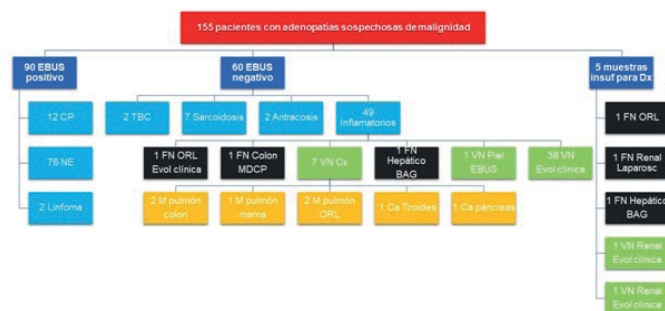 155 pacientes con adenopatías sospechosas de malignidad
90 EBUS
positivo
60 EBUS
negativo
5 muestras
insuf para Dx
12 CP
2 TBC
7 Sarcoidosis
2 Antracosis
49
Inflamatorios
1 FN ORL
76 NE
1 FN ORL
Evol clínica
1 FN Colon
MDCP
7 VN Cx
1 FN
Hepático
BAG
1 VN Piel
EBUS
38 VN
Evol clínica
1 FN Renal
Laparosc
2 Linfoma
2 M pulmón
colon
1 M pulmón
mama
2 M pulmón
ORL
1 Ca Tiroides
1 Ca páncreas
1 FN Hepático
BAG
1 VN Renal
Evol clínica
1 VN Renal
Evol clínica